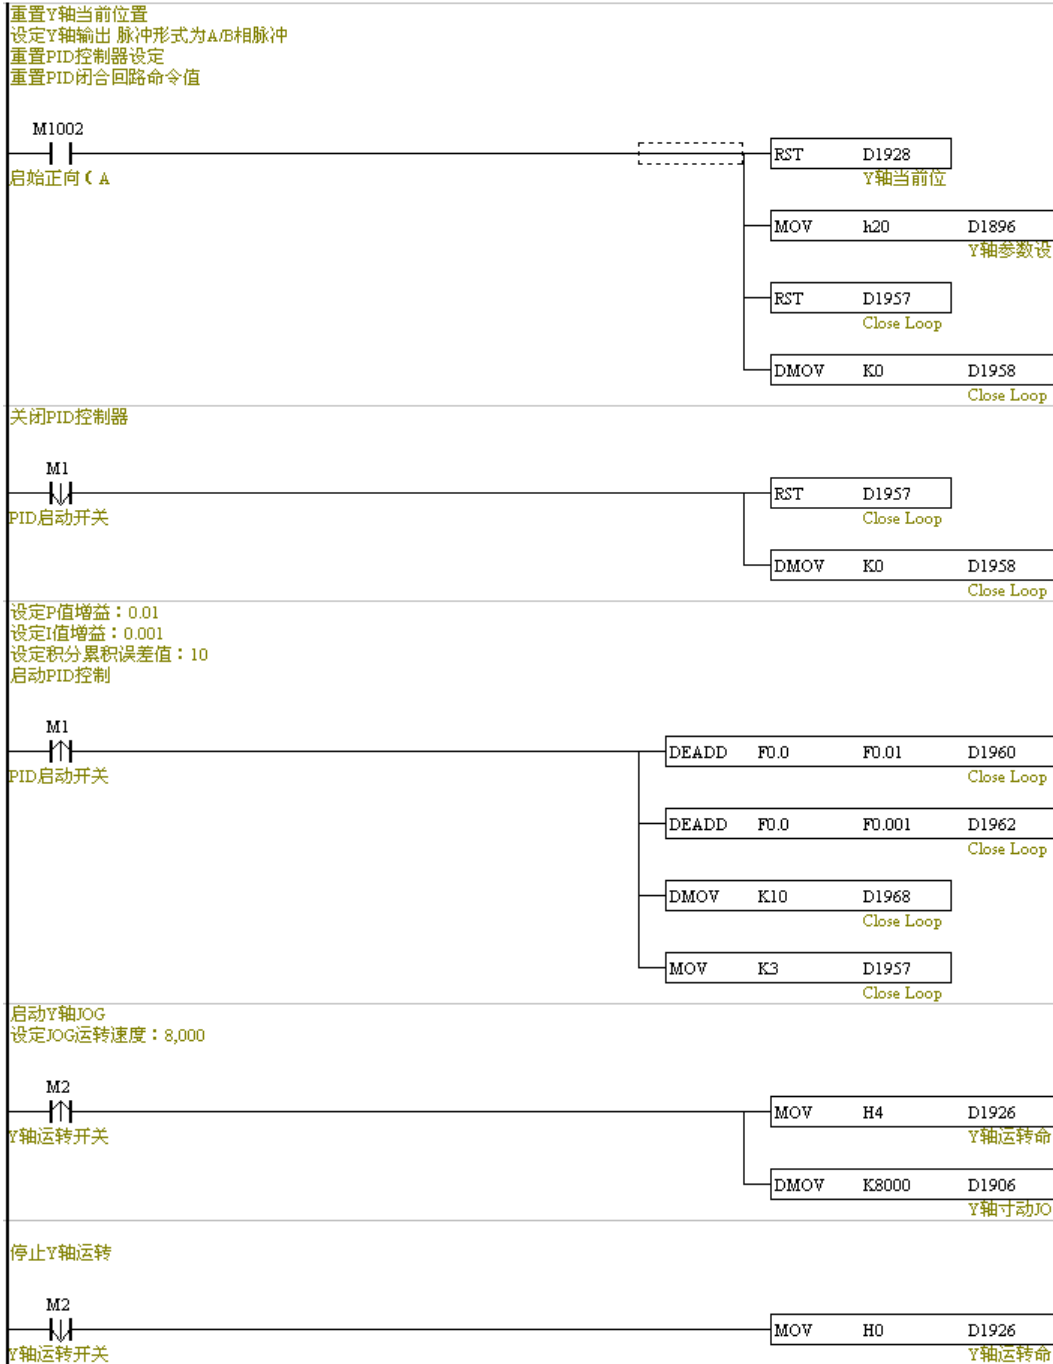 重置Y轴当前位置
设定Y轴输出 脉冲形式为A/B相脉冲
重置PID控制器设定
重置PID闭合回路命令值
M1002
启始正向 ( A
RST D1928
Y轴当前位
MOV h20 D1896
Y轴参数设
RST D1957
Close Loop
DMOV K0 D1958
Close Loop
关闭PID控制器
M1
PID启动开关
RST D1957
Close Loop
DMOV K0 D1958
Close Loop
设定P值增益：0.01
设定I值增益：0.001
设定积分累积误差值：10
启动PID控制
M1
PID启动开关
DEADD F0.0 F0.01 D1960
Close Loop
DEADD F0.0 F0.001 D1962
Close Loop
DMOV K10 D1968
Close Loop
MOV K3 D1957
Close Loop
启动Y轴JOG
设定JOG运转速度：8,000
M2
Y轴运转开关
MOV H4 D1926
Y轴运转命
DMOV K8000 D1906
Y轴寸动JO
停止Y轴运转
M2
Y轴运转开关
MOV H0 D1926
Y轴运转命